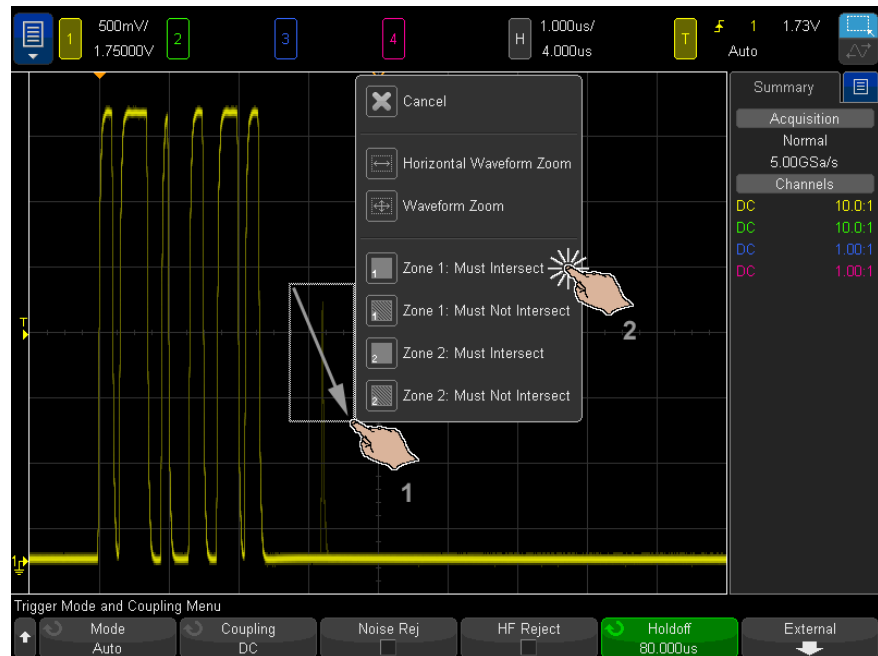 1 500mV/ 2 3 4 H 1.000us/ T 1 1.73V
1.75000V 4.000us Auto
Summary
Acquisition
Normal
5.00GSa/s
Channels
DC 10.0:1
DC 10.0:1
DC 1.00:1
DC 1.00:1
Cancel
Horizontal Waveform Zoom
Waveform Zoom
1 Zone 1: Must Intersect
1 Zone 1: Must Not Intersect
2 Zone 2: Must Intersect
2 Zone 2: Must Not Intersect
T
2
1
1
Trigger Mode and Coupling Menu
Mode Coupling Noise Rej HF Reject Holdoff External
Auto DC 80.000us